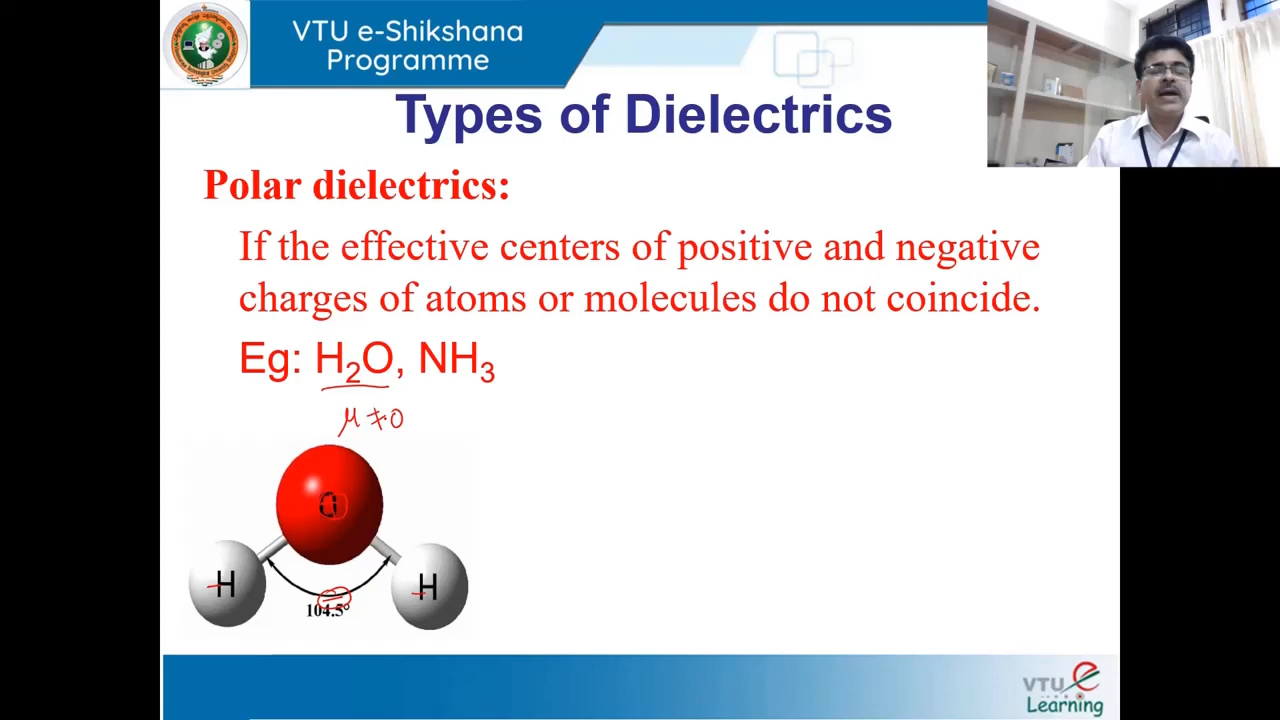 VTU e-Shikshana
Programme
Types of Dielectrics
Polar dielectrics:
If the effective centers of positive and negative
charges of atoms or molecules do not coincide.
Eg: H₂O, NH₃
μ ≠ 0
O
H
H
104.5°
VTU e
Learning